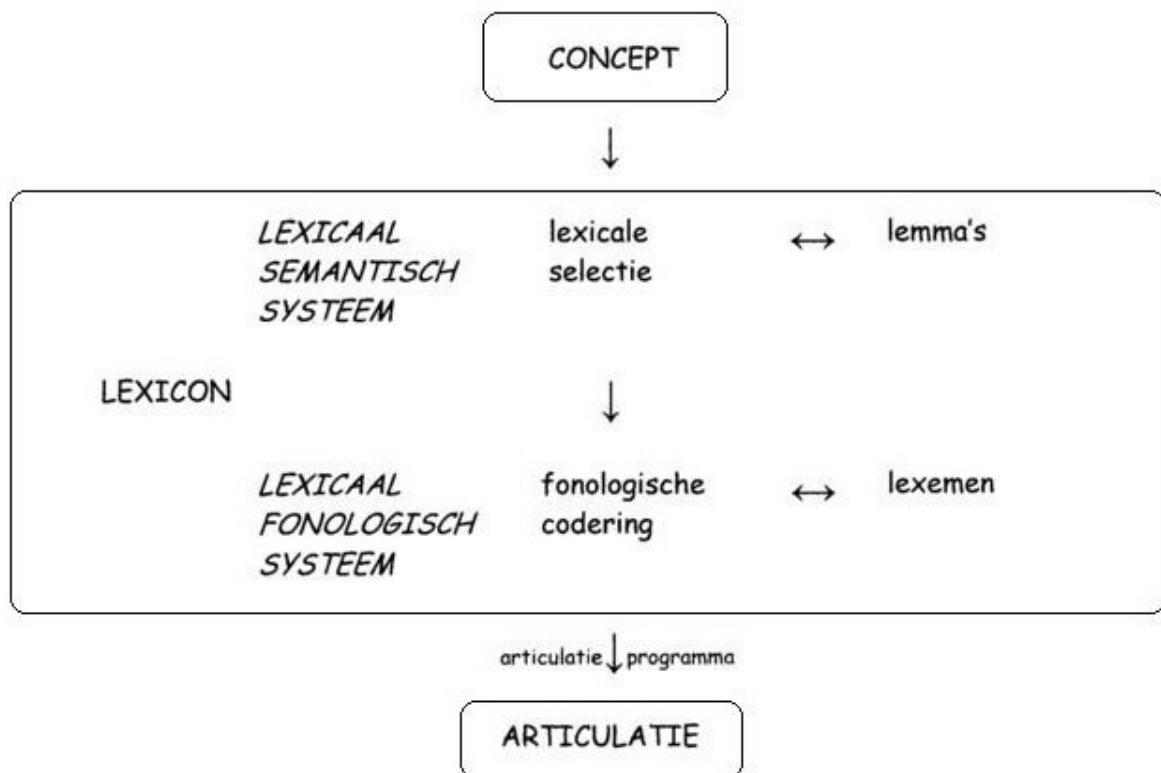 CONCEPT
↓
LEXICAAL lexicale ↔ lemma's
SEMANTISCH selectie
SYSTEEM
LEXICON ↓
LEXICAAL fonologische ↔ lexemen
FONOLOGISCH codering
SYSTEEM
articulatie ↓ programma
ARTICULATIE